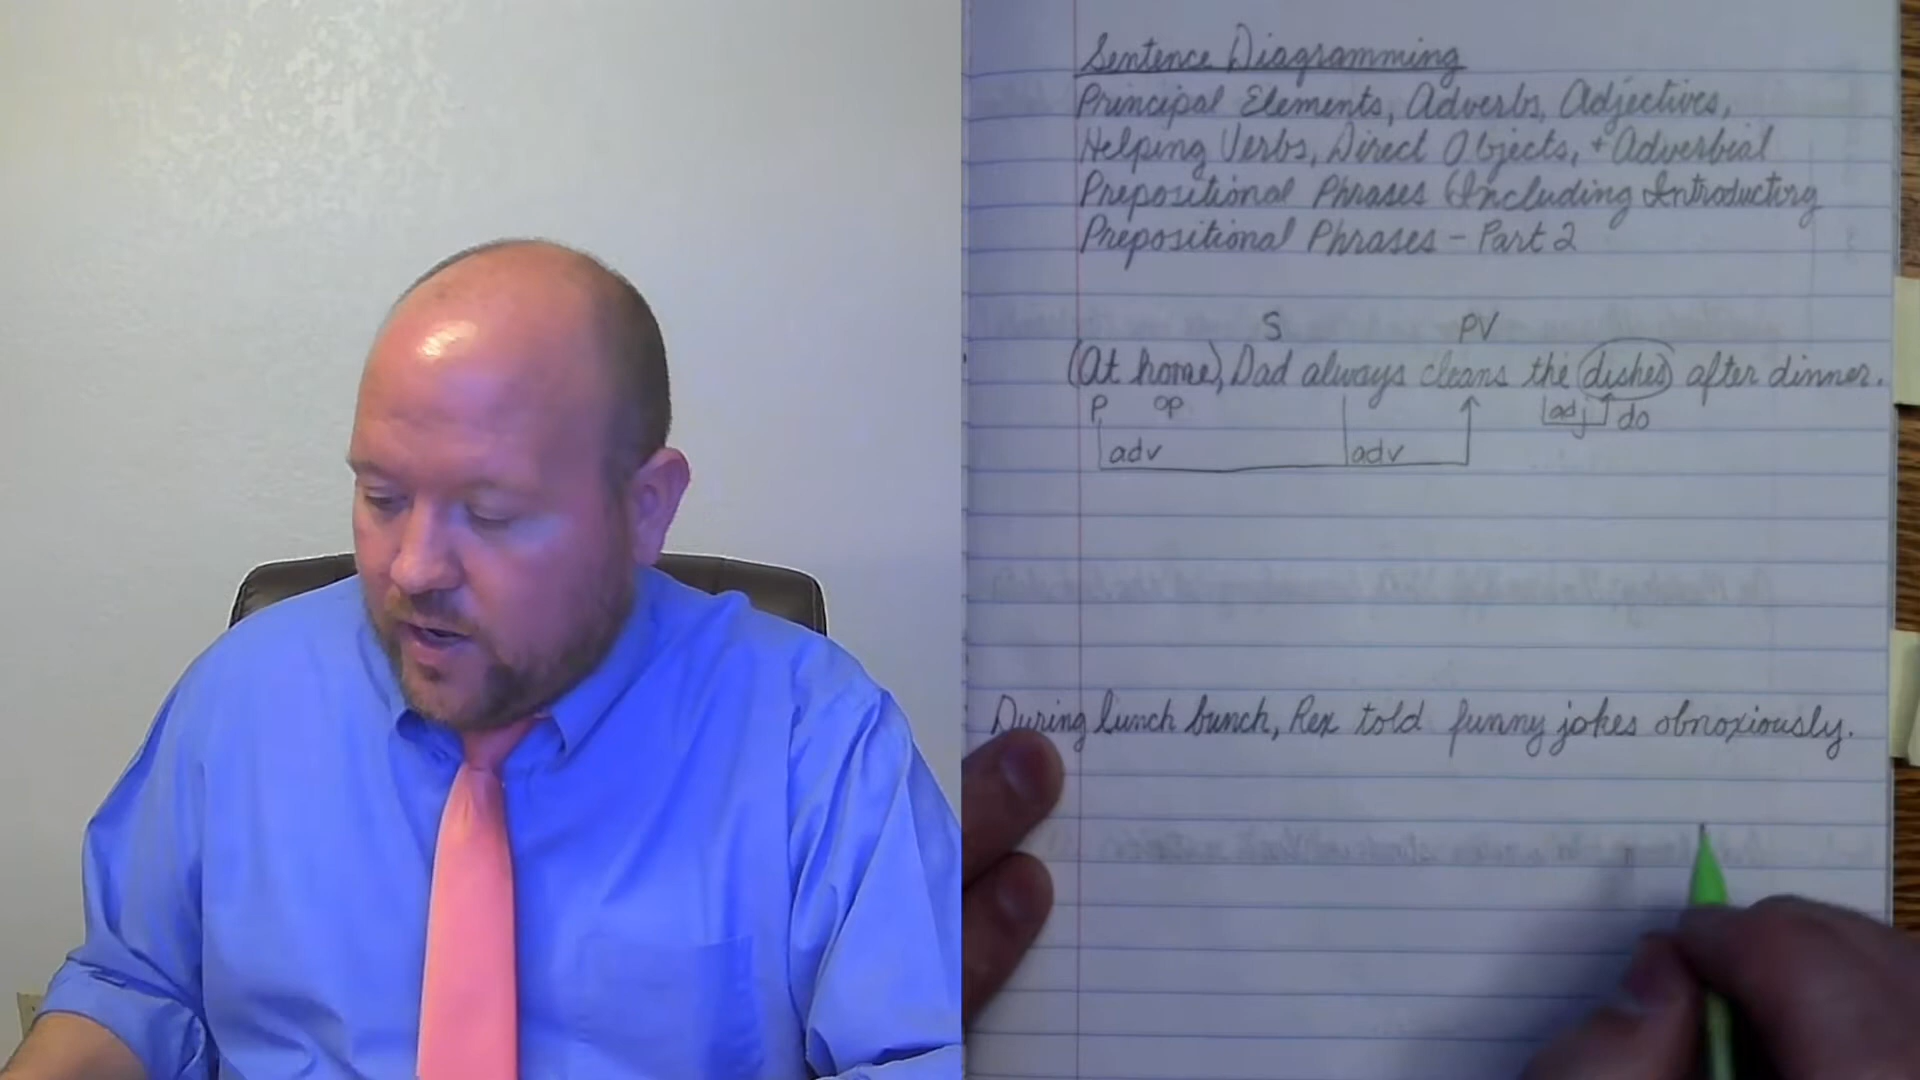 Sentence Diagramming
Principal Elements, Adverbs, Adjectives,
Helping Verbs, Direct Objects, + Adverbial
Prepositional Phrases (Including Introductory
Prepositional Phrases - Part 2
S PV
(At home), Dad always cleans the dishes after dinner.
P op adj do
adv adv
During lunch bunch, Rex told funny jokes obnoxiously.